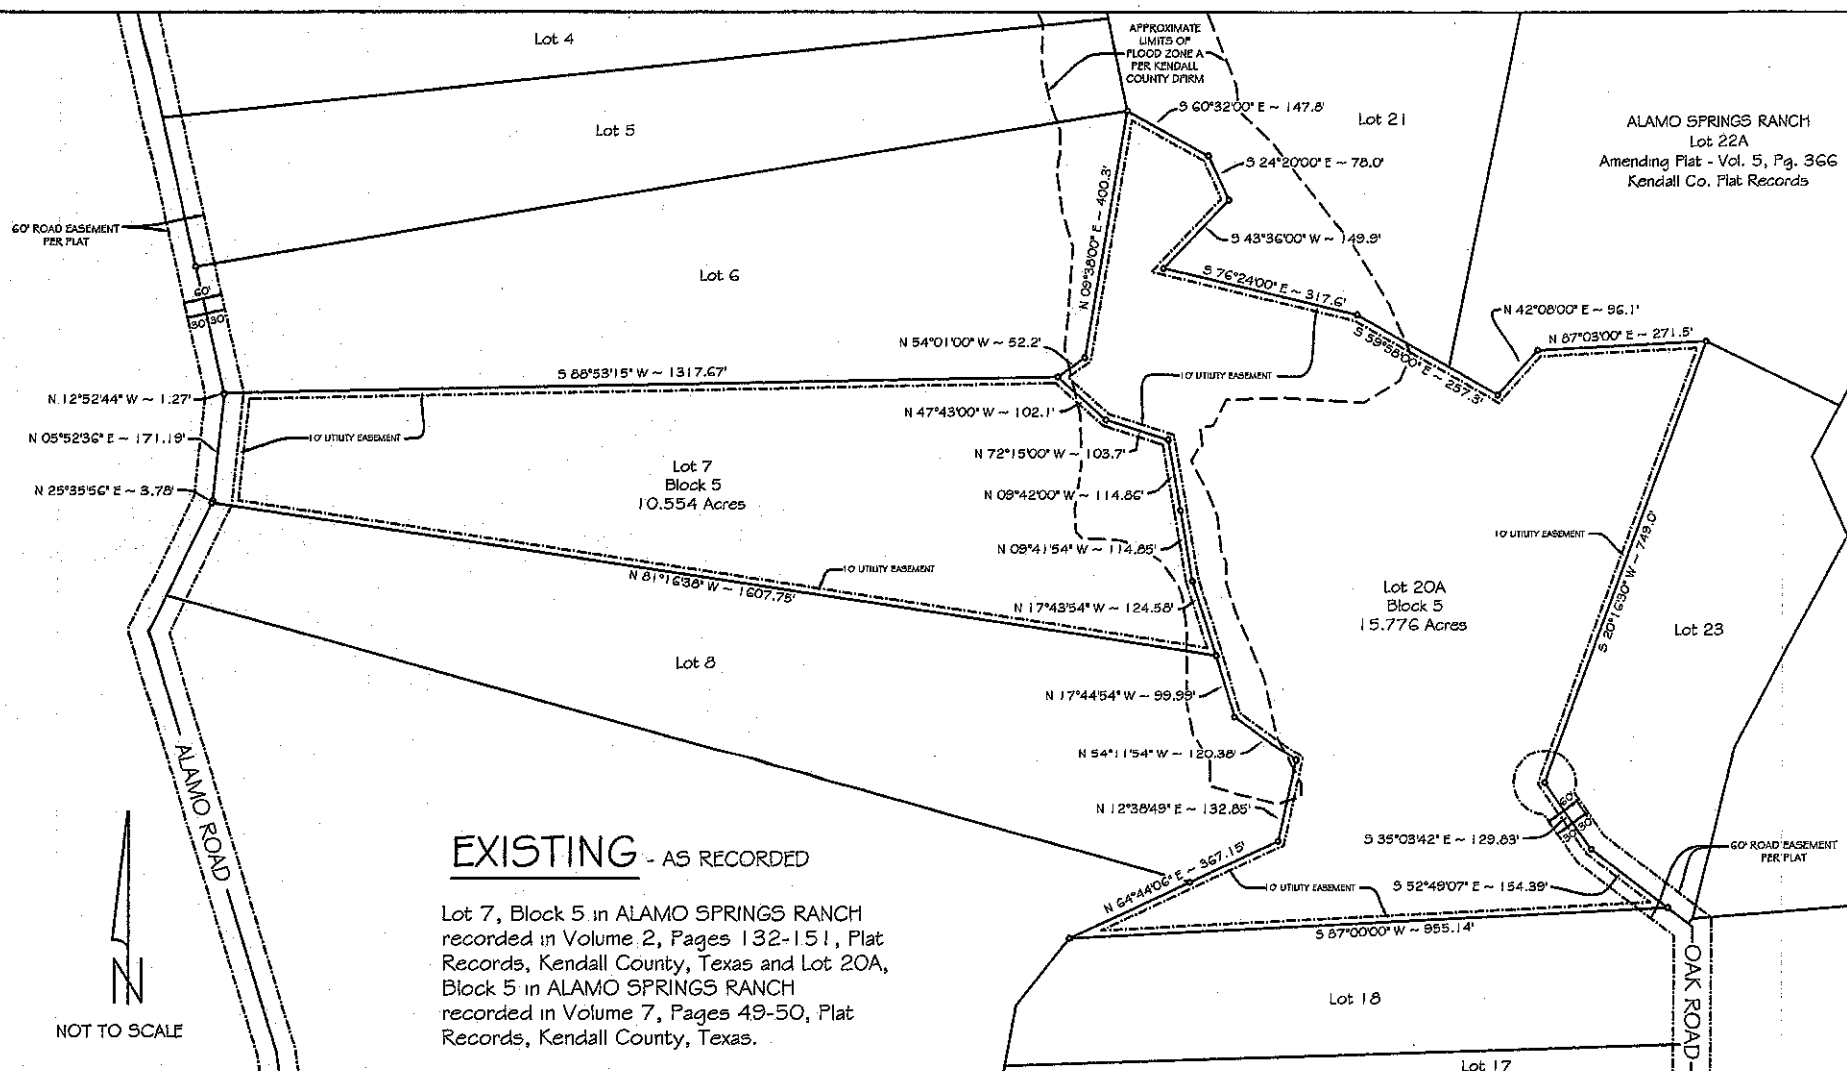 Lot 4
APPROXIMATE
LIMITS OF
FLOOD ZONE A
PER KENDALL
COUNTY DFIRM
S 60°32'00" E ~ 147.8'
Lot 21
ALAMO SPRINGS RANCH
Lot 22A
Amending Plat - Vol. 5, Pg. 366
Kendall Co. Plat Records
Lot 5
S 24°20'00" E ~ 78.0'
N 09°38'00" E ~ 400.3'
60' ROAD EASEMENT
PER PLAT
S 43°36'00" W ~ 149.9'
Lot 6
S 76°24'00" E ~ 317.6'
60'
30' 30'
N 42°08'00" E ~ 96.1'
N 87°03'00" E ~ 271.5'
N 54°01'00" W ~ 52.2'
S 59°58'00" E ~ 257.3'
S 88°53'15" W ~ 1317.67'
10' UTILITY EASEMENT
N 12°52'44" W ~ 1.27'
N 47°43'00" W ~ 102.1'
N 05°52'36" E ~ 171.19'
10' UTILITY EASEMENT
N 72°15'00" W ~ 103.7'
Lot 7
Block 5
10.554 Acres
N 25°35'56" E ~ 3.78'
N 09°42'00" W ~ 114.86'
10' UTILITY EASEMENT
S 20°16'30" W ~ 749.0'
N 09°41'54" W ~ 114.85'
10' UTILITY EASEMENT
N 81°16'38" W ~ 1607.75'
Lot 20A
Block 5
15.776 Acres
N 17°43'54" W ~ 124.58'
Lot 23
Lot 8
N 17°44'54" W ~ 99.99'
N 54°11'54" W ~ 120.38'
ALAMO ROAD
N 12°38'49" E ~ 132.85'
60'
30' 30'
S 35°03'42" E ~ 129.83'
60' ROAD EASEMENT
PER PLAT
EXISTING - AS RECORDED
N 64°44'06" E ~ 367.15'
10' UTILITY EASEMENT
S 52°49'07" E ~ 154.39'
S 87°00'00" W ~ 955.14'
Lot 7, Block 5 in ALAMO SPRINGS RANCH
recorded in Volume 2, Pages 132-151, Plat
Records, Kendall County, Texas and Lot 20A,
Block 5 in ALAMO SPRINGS RANCH
recorded in Volume 7, Pages 49-50, Plat
Records, Kendall County, Texas.
N
NOT TO SCALE
OAK ROAD
Lot 18
Lot 17